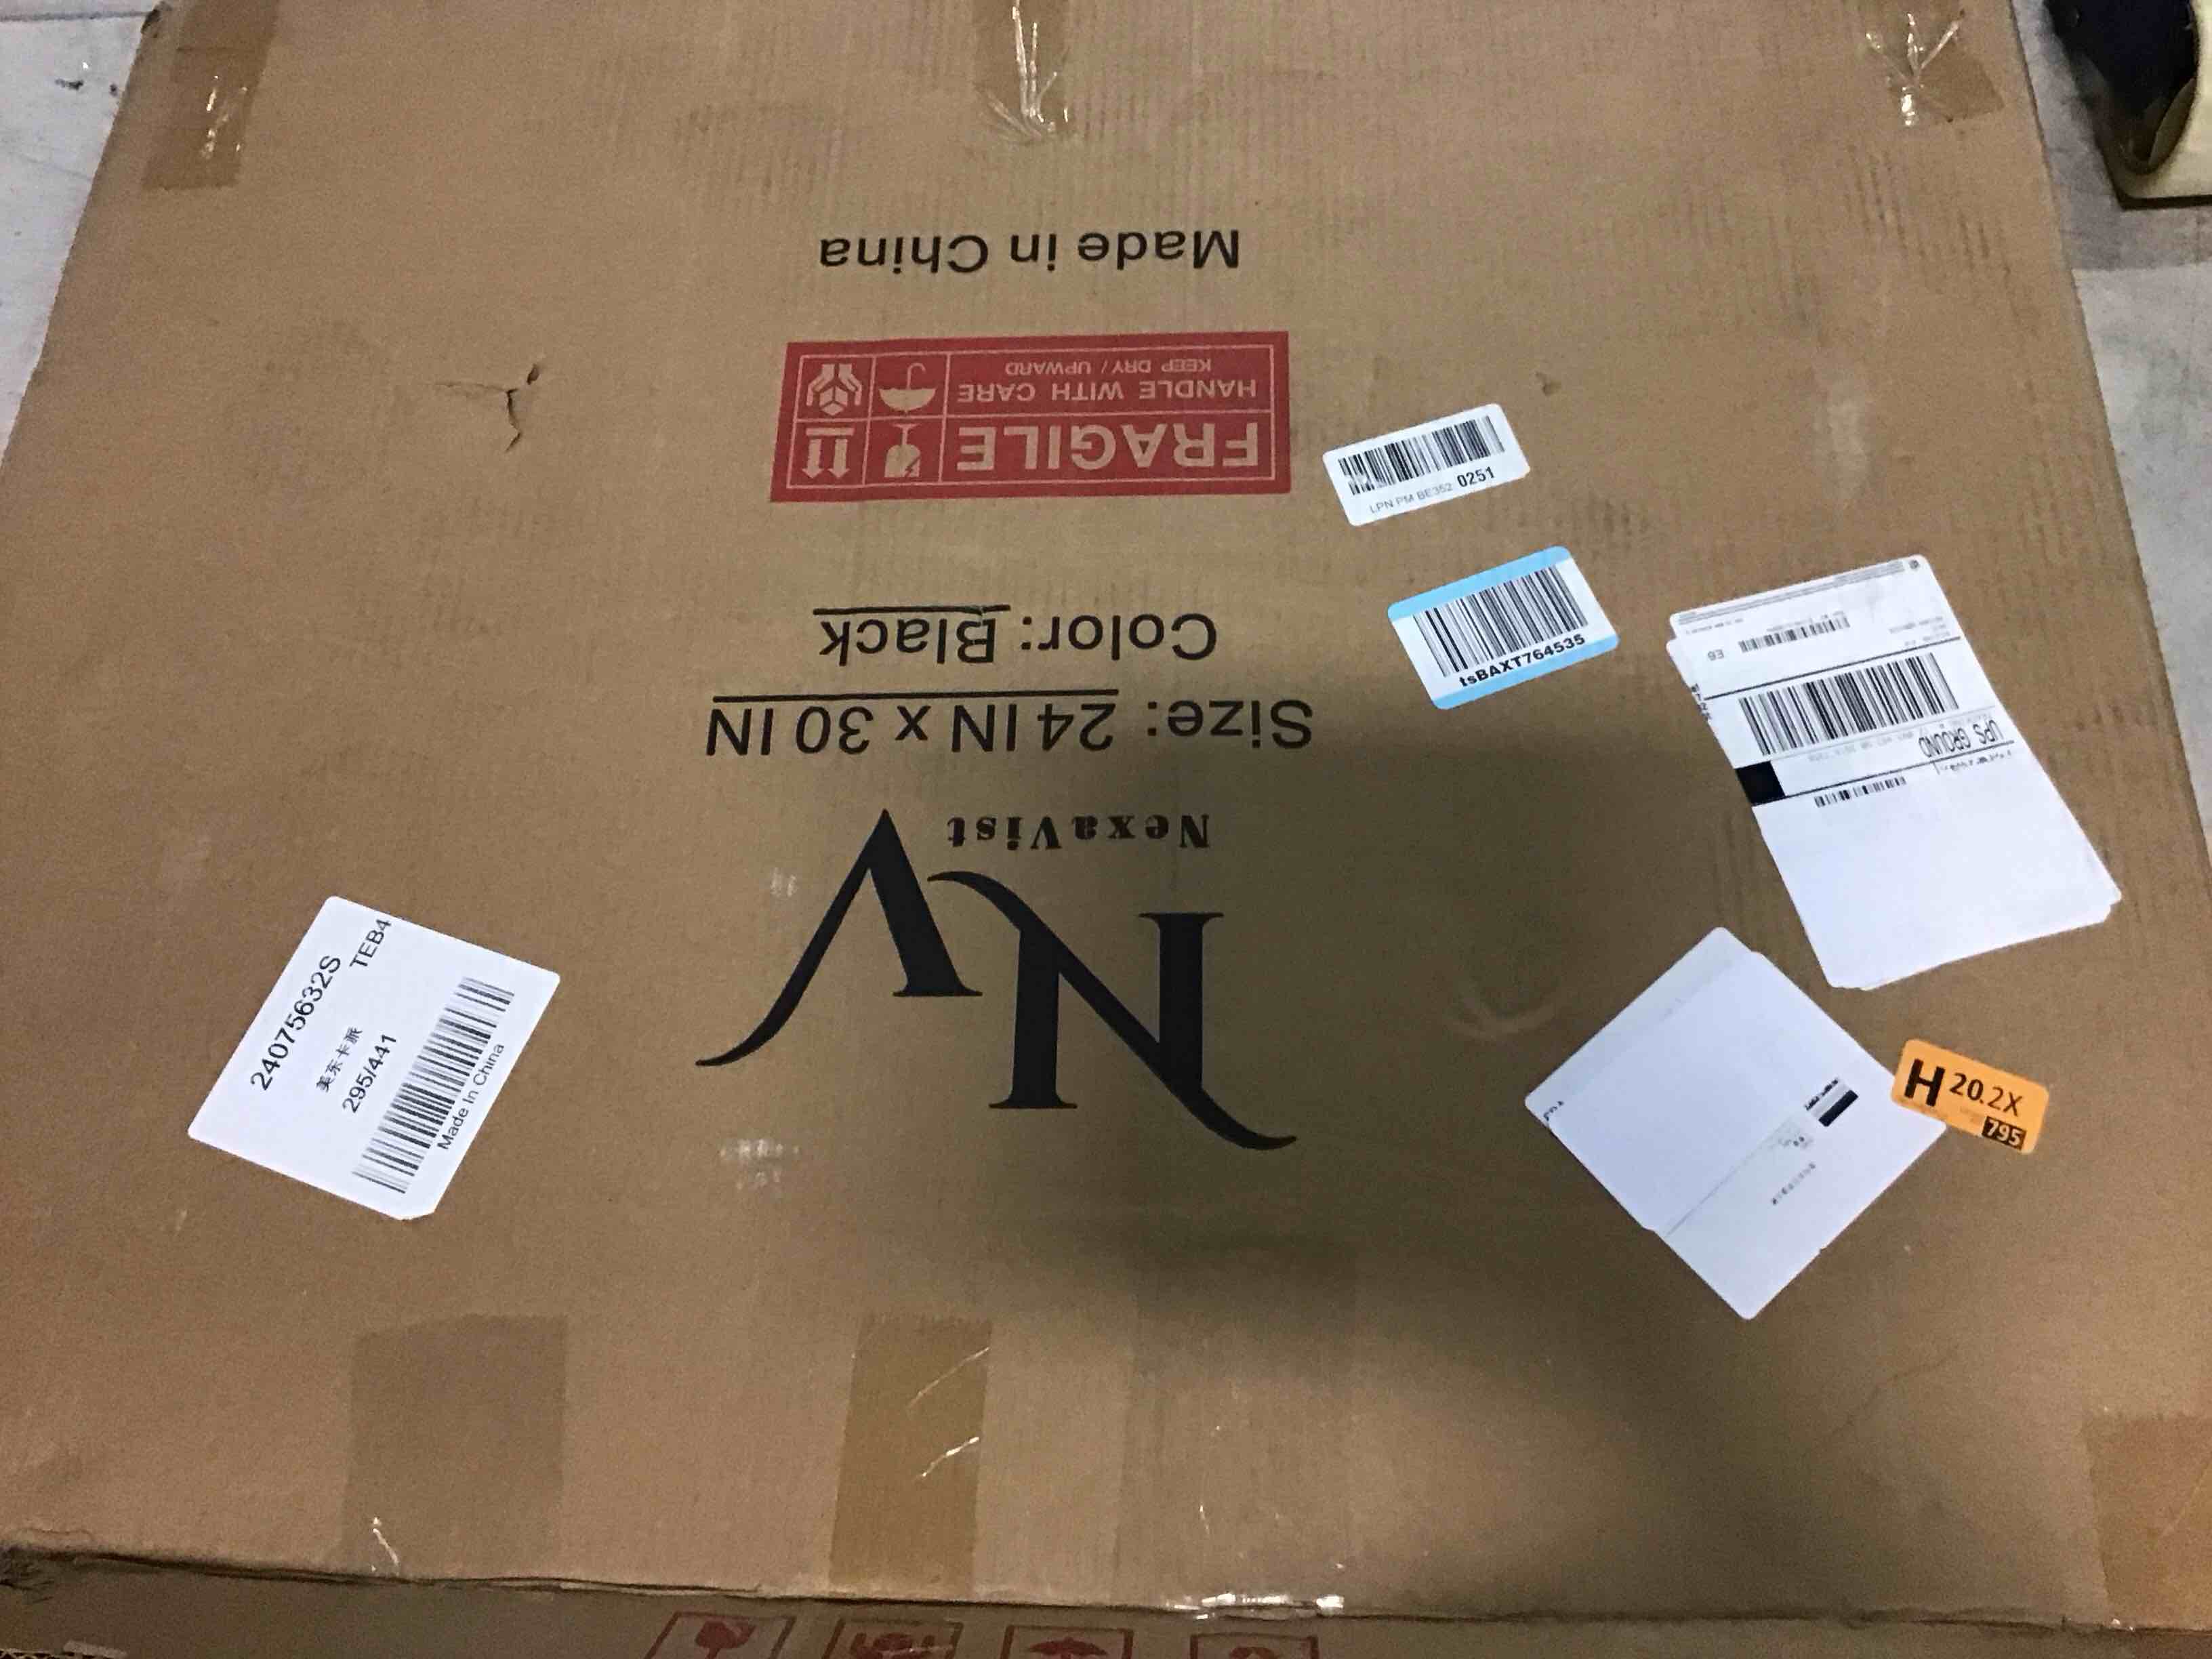 NexaVist
Size: 24 IN x 30 IN
Color: Black
FRAGILE
HANDLE WITH CARE
KEEP DRY / UPWARD
Made in China
LPN PM BE352 0251
tsBAXT764535
UPS GROUND
E6
H 20.2X
795
24075632S
TEB4
美东卡派
295/441
Made In China